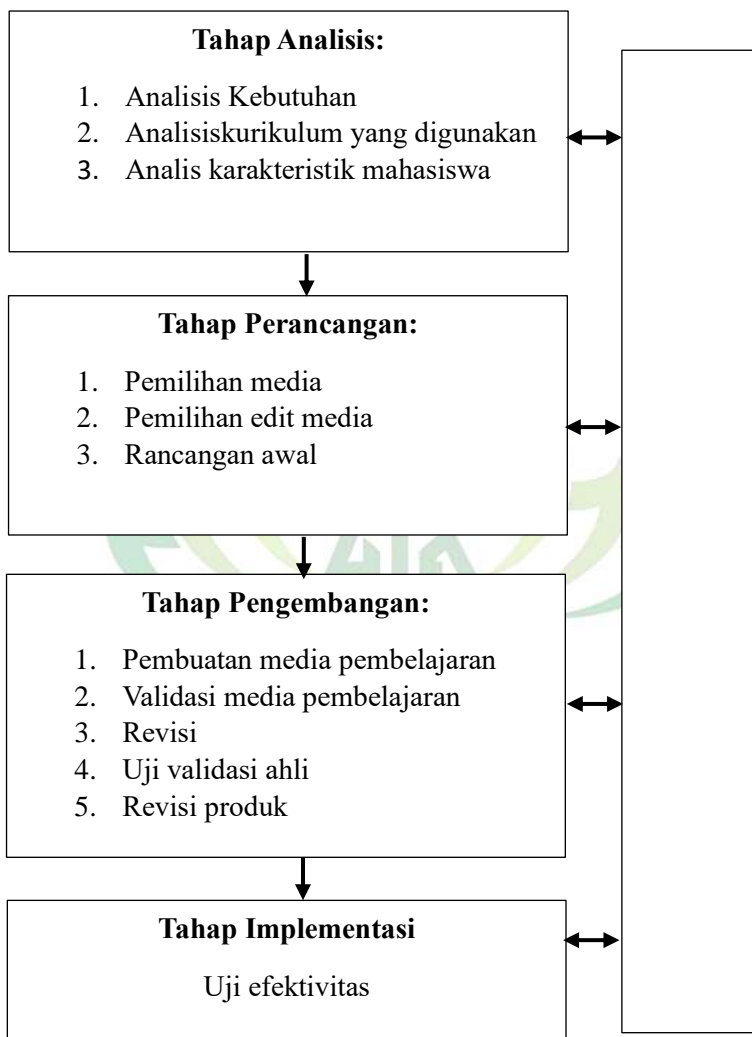 Tahap Analisis:
1. Analisis Kebutuhan
2. Analisiskurikulum yang digunakan
3. Analis karakteristik mahasiswa
Tahap Perancangan:
1. Pemilihan media
2. Pemilihan edit media
3. Rancangan awal
Tahap Pengembangan:
1. Pembuatan media pembelajaran
2. Validasi media pembelajaran
3. Revisi
4. Uji validasi ahli
5. Revisi produk
Tahap Implementasi
Uji efektivitas